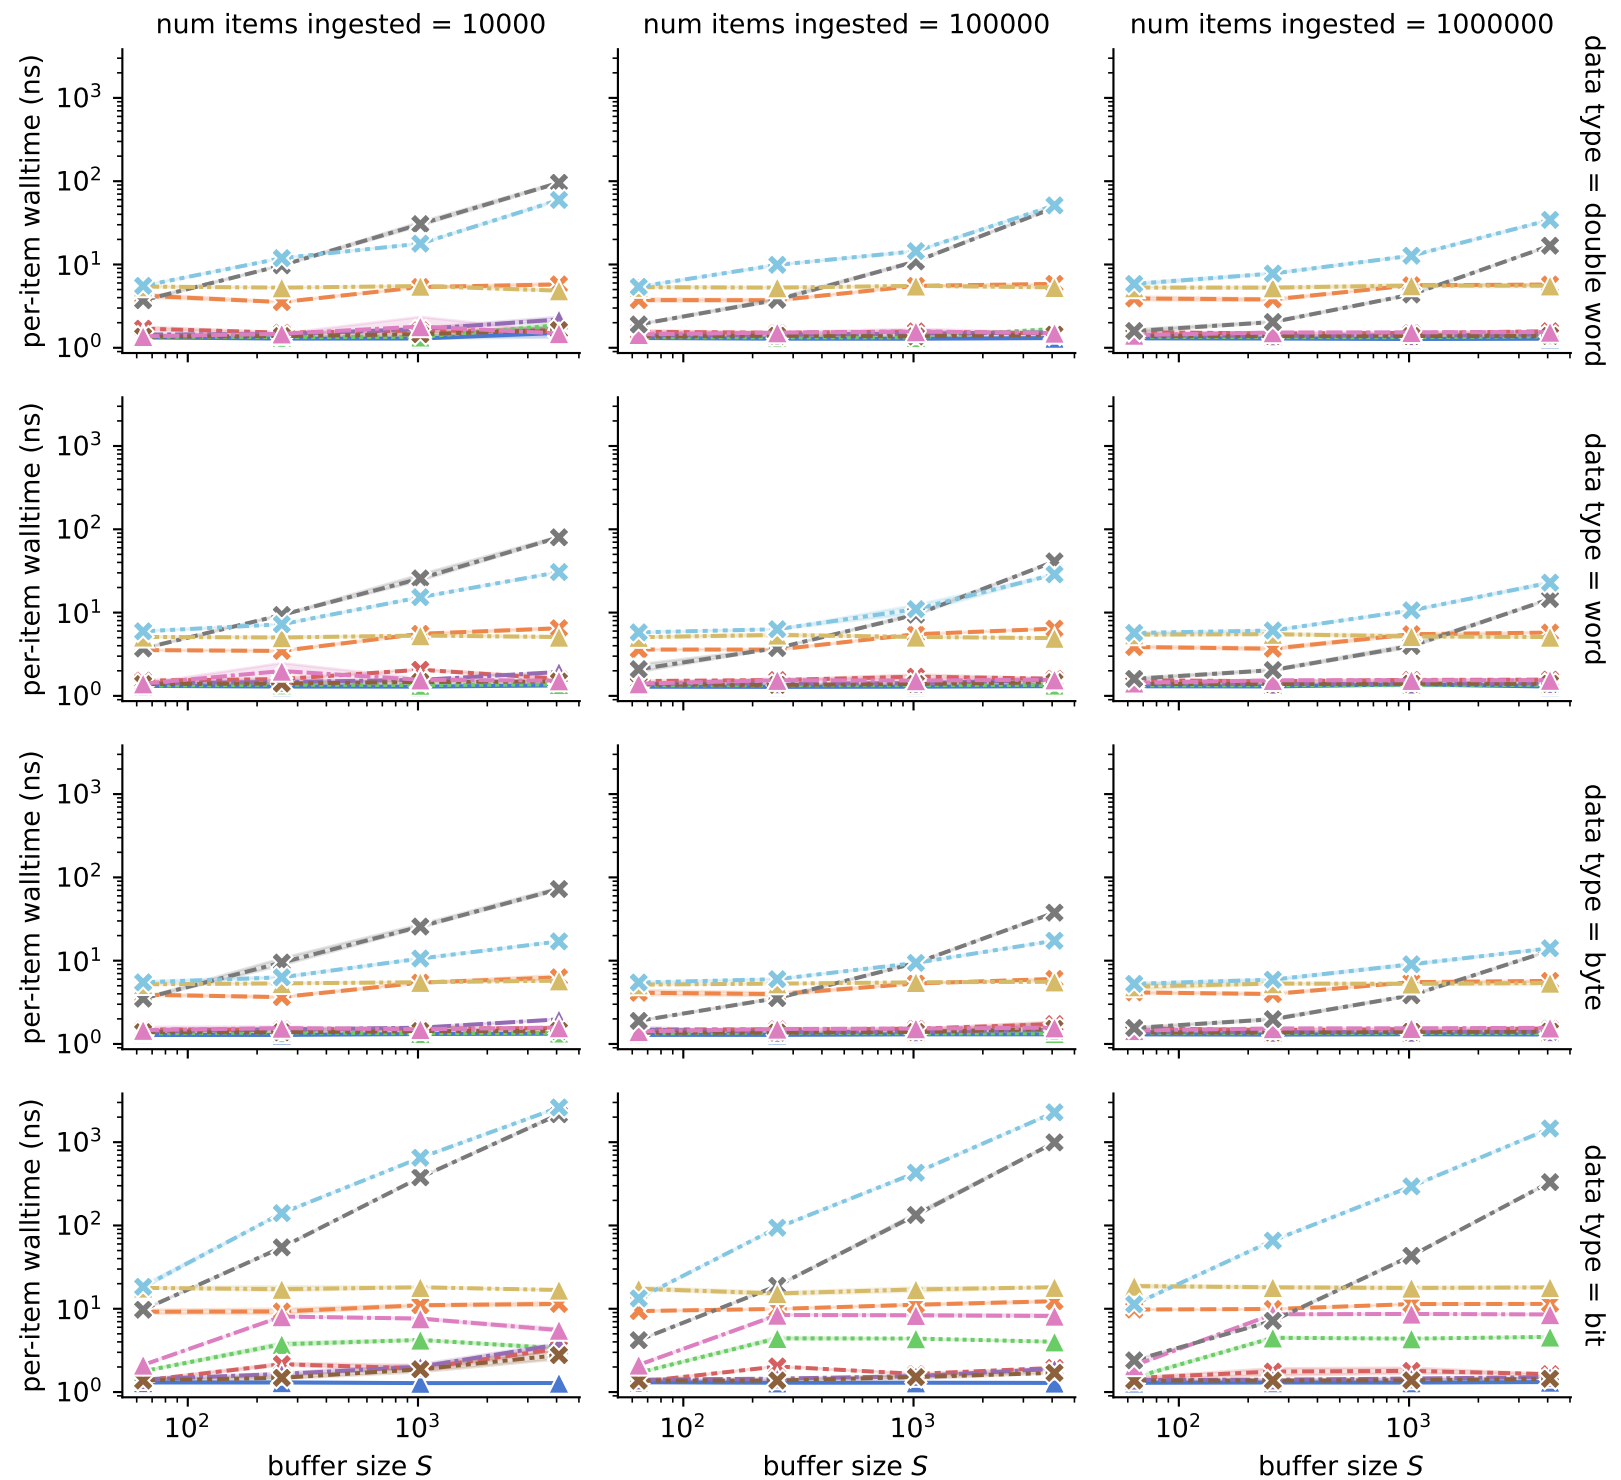 num items ingested = 10000
num items ingested = 100000
num items ingested = 1000000
per-item walltime (ns)
10³
10²
10¹
10⁰
data type = double word
per-item walltime (ns)
10³
10²
10¹
10⁰
data type = word
per-item walltime (ns)
10³
10²
10¹
10⁰
data type = byte
per-item walltime (ns)
10³
10²
10¹
10⁰
data type = bit
10² 10³
10² 10³
10² 10³
buffer size S
buffer size S
buffer size S